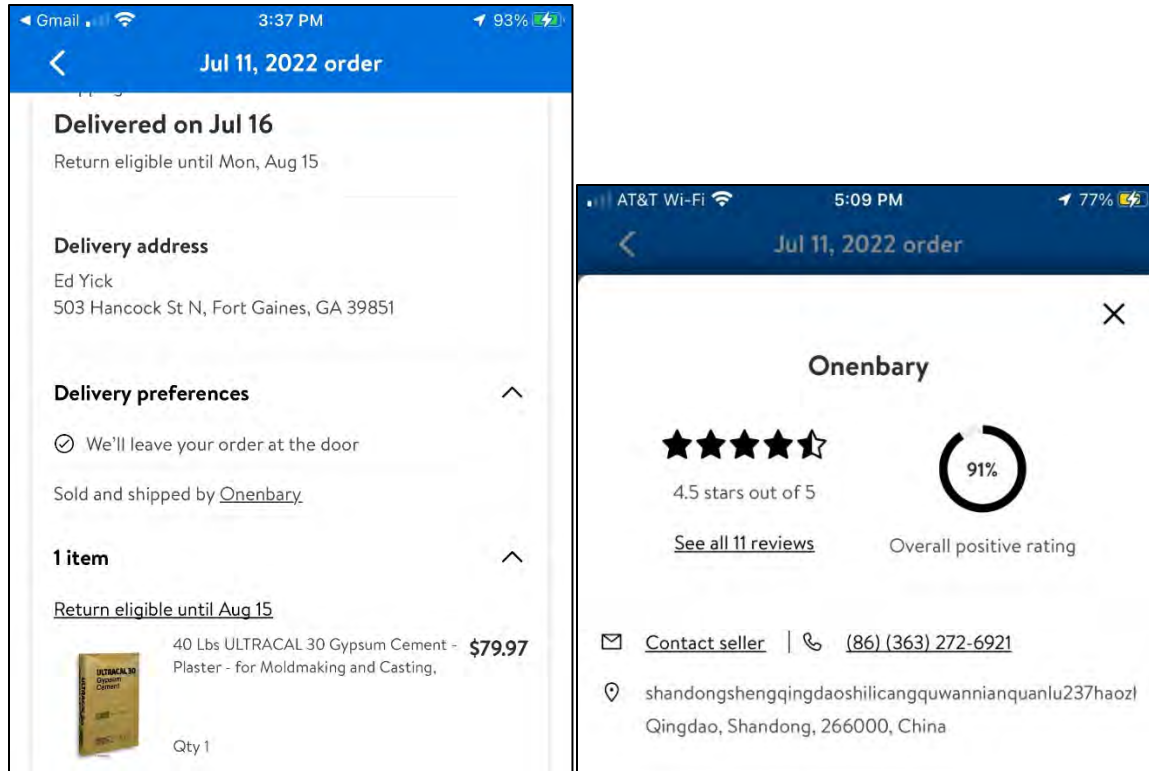 Gmail
3:37 PM
93%
Jul 11, 2022 order
Delivered on Jul 16
Return eligible until Mon, Aug 15
Delivery address
Ed Yick
503 Hancock St N, Fort Gaines, GA 39851
Delivery preferences
We'll leave your order at the door
Sold and shipped by Onenbary
1 item
Return eligible until Aug 15
40 Lbs ULTRACAL 30 Gypsum Cement - $79.97
Plaster - for Moldmaking and Casting,
ULTRACAL 30
Gypsum
Cement
Qty 1
AT&T Wi-Fi
5:09 PM
77%
Jul 11, 2022 order
Onenbary
91%
4.5 stars out of 5
See all 11 reviews
Overall positive rating
Contact seller | (86) (363) 272-6921
shandongshengqingdaoshilicangquwannianquanlu237haozh
Qingdao, Shandong, 266000, China